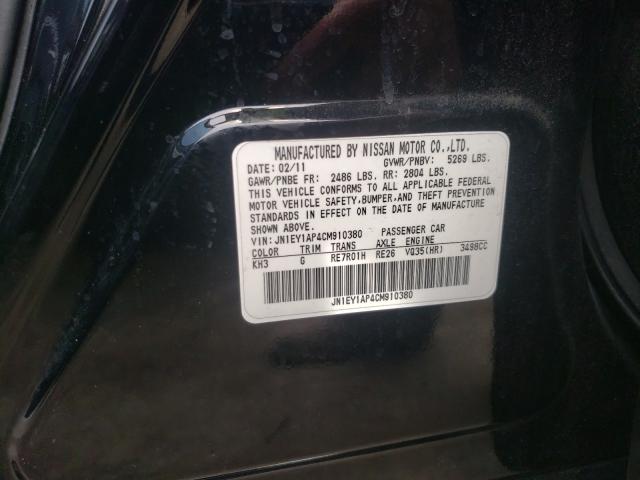 MANUFACTURED BY NISSAN MOTOR CO.,LTD.
DATE: 02/11 GVWR/PNBV: 5269 LBS.
GAWR/PNBE FR: 2486 LBS. RR: 2804 LBS.
THIS VEHICLE CONFORMS TO ALL APPLICABLE FEDERAL
MOTOR VEHICLE SAFETY,BUMPER,AND THEFT PREVENTION
STANDARDS IN EFFECT ON THE DATE OF MANUFACTURE
SHOWN ABOVE.
VIN: JN1EY1AP4CM910380 PASSENGER CAR
COLOR TRIM TRANS AXLE ENGINE
KH3 G RE7R01H RE26 VQ35(HR) 3498CC
JN1EY1AP4CM910380